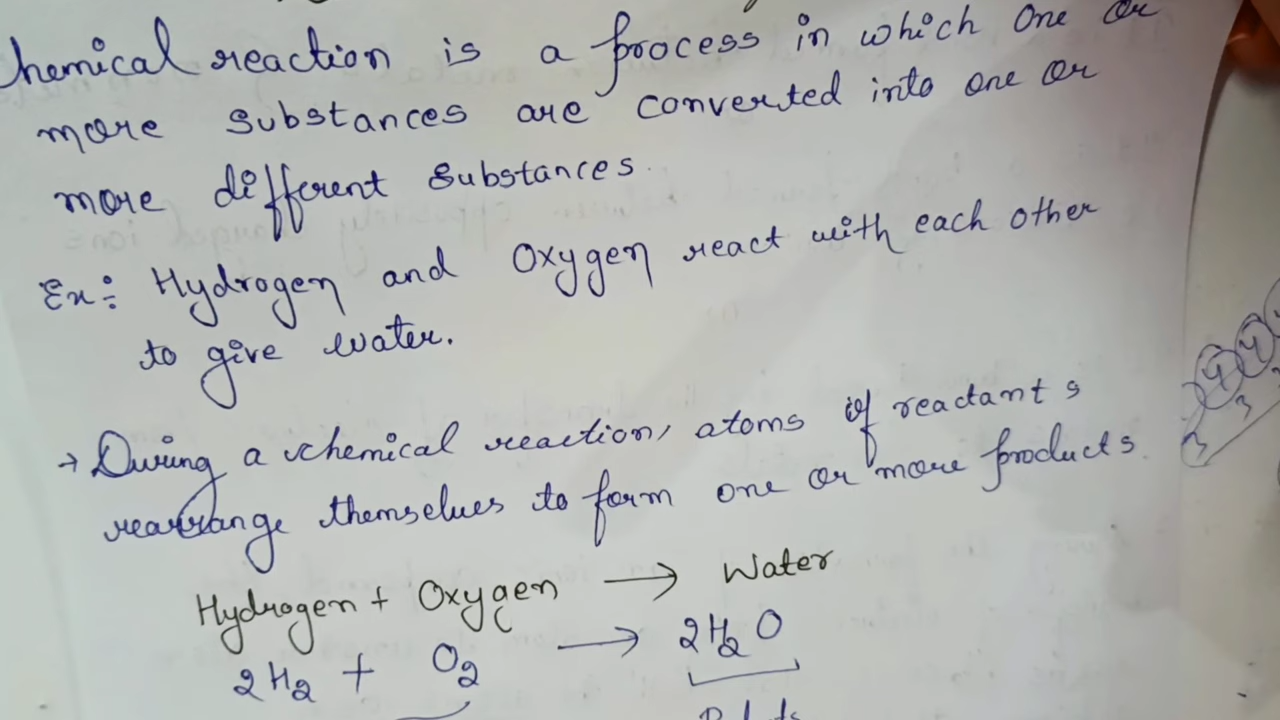 hemical reaction is a process in which One or
more substances are converted into one or
more different substances.
Ex:- Hydrogen and Oxygen react with each other
to give water.
→ During a chemical reaction, atoms of reactants
rearrange themselves to form one or more products.
Hydrogen + Oxygen → Water
2H₂ + O₂ → 2H₂O